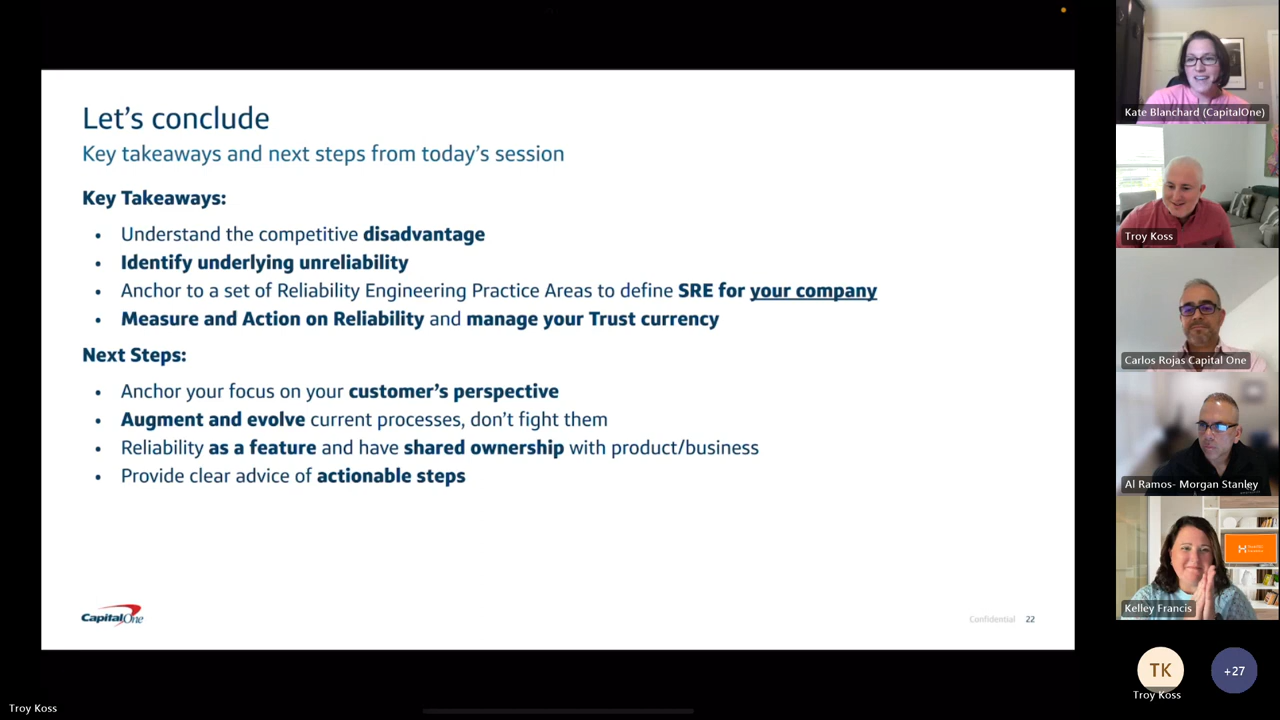 Let's conclude
Key takeaways and next steps from today's session
Key Takeaways:
• Understand the competitive disadvantage
• Identify underlying unreliability
• Anchor to a set of Reliability Engineering Practice Areas to define SRE for your company
• Measure and Action on Reliability and manage your Trust currency
Next Steps:
• Anchor your focus on your customer's perspective
• Augment and evolve current processes, don't fight them
• Reliability as a feature and have shared ownership with product/business
• Provide clear advice of actionable steps
CapitalOne
Confidential 22
Kate Blanchard (CapitalOne)
Troy Koss
Carlos Rojas Capital One
Al Ramos- Morgan Stanley
Kelley Francis
TK
+27
Troy Koss
Troy Koss